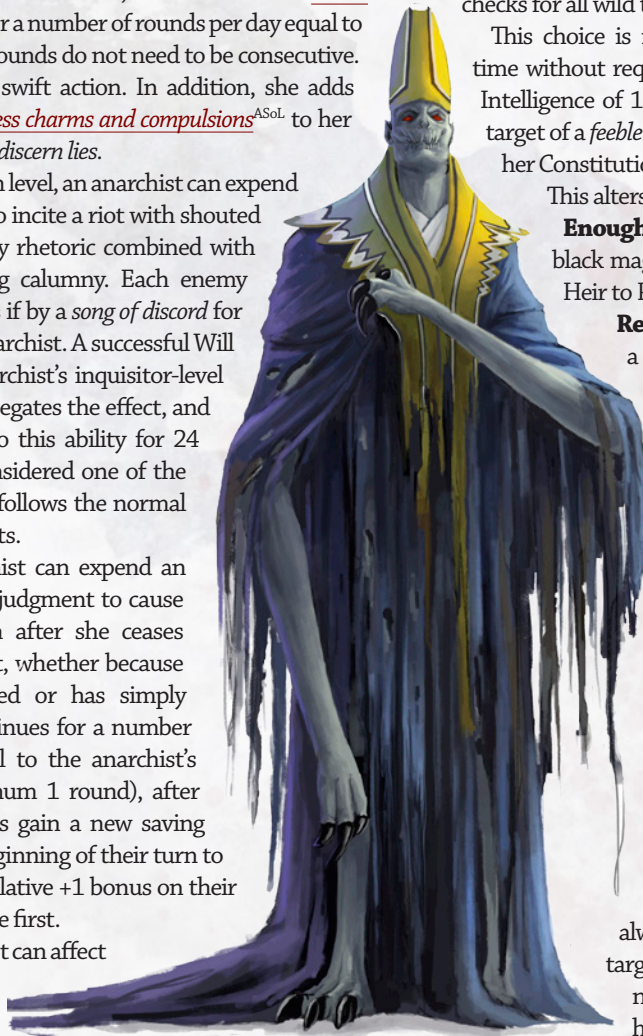 r a number of rounds per day equal to
ounds do not need to be consecutive.
swift action. In addition, she adds
ess charms and compulsionsASoL to her
discern lies.
h level, an anarchist can expend
o incite a riot with shouted
y rhetoric combined with
g calumny. Each enemy
s if by a song of discord for
archist. A successful Will
rchist's inquisitor-level
egates the effect, and
o this ability for 24
nsidered one of the
follows the normal
ts.
hist can expend an
judgment to cause
n after she ceases
t, whether because
ed or has simply
tinues for a number
l to the anarchist's
num 1 round), after
s gain a new saving
ginning of their turn to
ulative +1 bonus on their
e first.
t can affect
checks for all wild
This choice is
time without req
Intelligence of 1
target of a feeble
her Constitutio
This alters
Enough
black mag
Heir to
Re
a
alw
targ